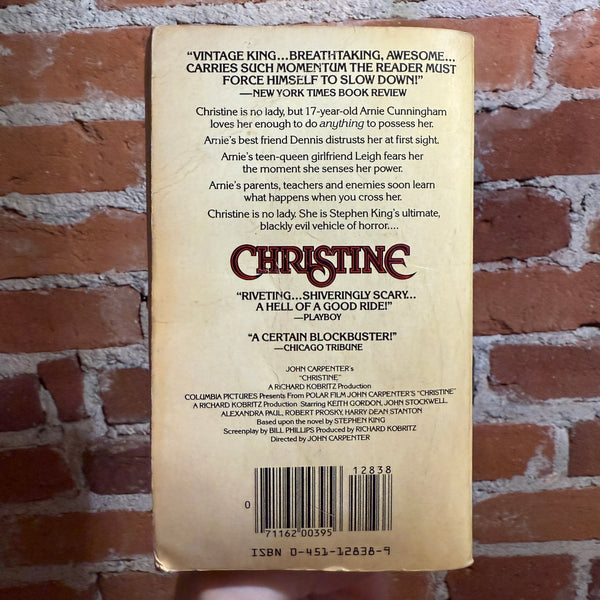 “VINTAGE KING...BREATHTAKING, AWESOME...
CARRIES SUCH MOMENTUM THE READER MUST
FORCE HIMSELF TO SLOW DOWN!”
—NEW YORK TIMES BOOK REVIEW
Christine is no lady, but 17-year-old Arnie Cunningham
loves her enough to do anything to possess her.
Arnie’s best friend Dennis distrusts her at first sight.
Arnie’s teen-queen girlfriend Leigh fears her
the moment she senses her power.
Arnie’s parents, teachers and enemies soon learn
what happens when you cross her.
Christine is no lady. She is Stephen King’s ultimate,
blackly evil vehicle of horror....
CHRISTINE
“RIVETING...SHIVERINGLY SCARY...
A HELL OF A GOOD RIDE!”
—PLAYBOY
“A CERTAIN BLOCKBUSTER!”
—CHICAGO TRIBUNE
JOHN CARPENTER’s
“CHRISTINE”
A RICHARD KOBRITZ Production
COLUMBIA PICTURES Presents From POLAR FILM JOHN CARPENTER’S “CHRISTINE”
A RICHARD KOBRITZ Production Starring KEITH GORDON, JOHN STOCKWELL,
ALEXANDRA PAUL, ROBERT PROSKY, HARRY DEAN STANTON
Based upon the novel by STEPHEN KING
Screenplay by BILL PHILLIPS Produced by RICHARD KOBRITZ
Directed by JOHN CARPENTER
12838
0
71162 00395
ISBN 0-451-12838-9